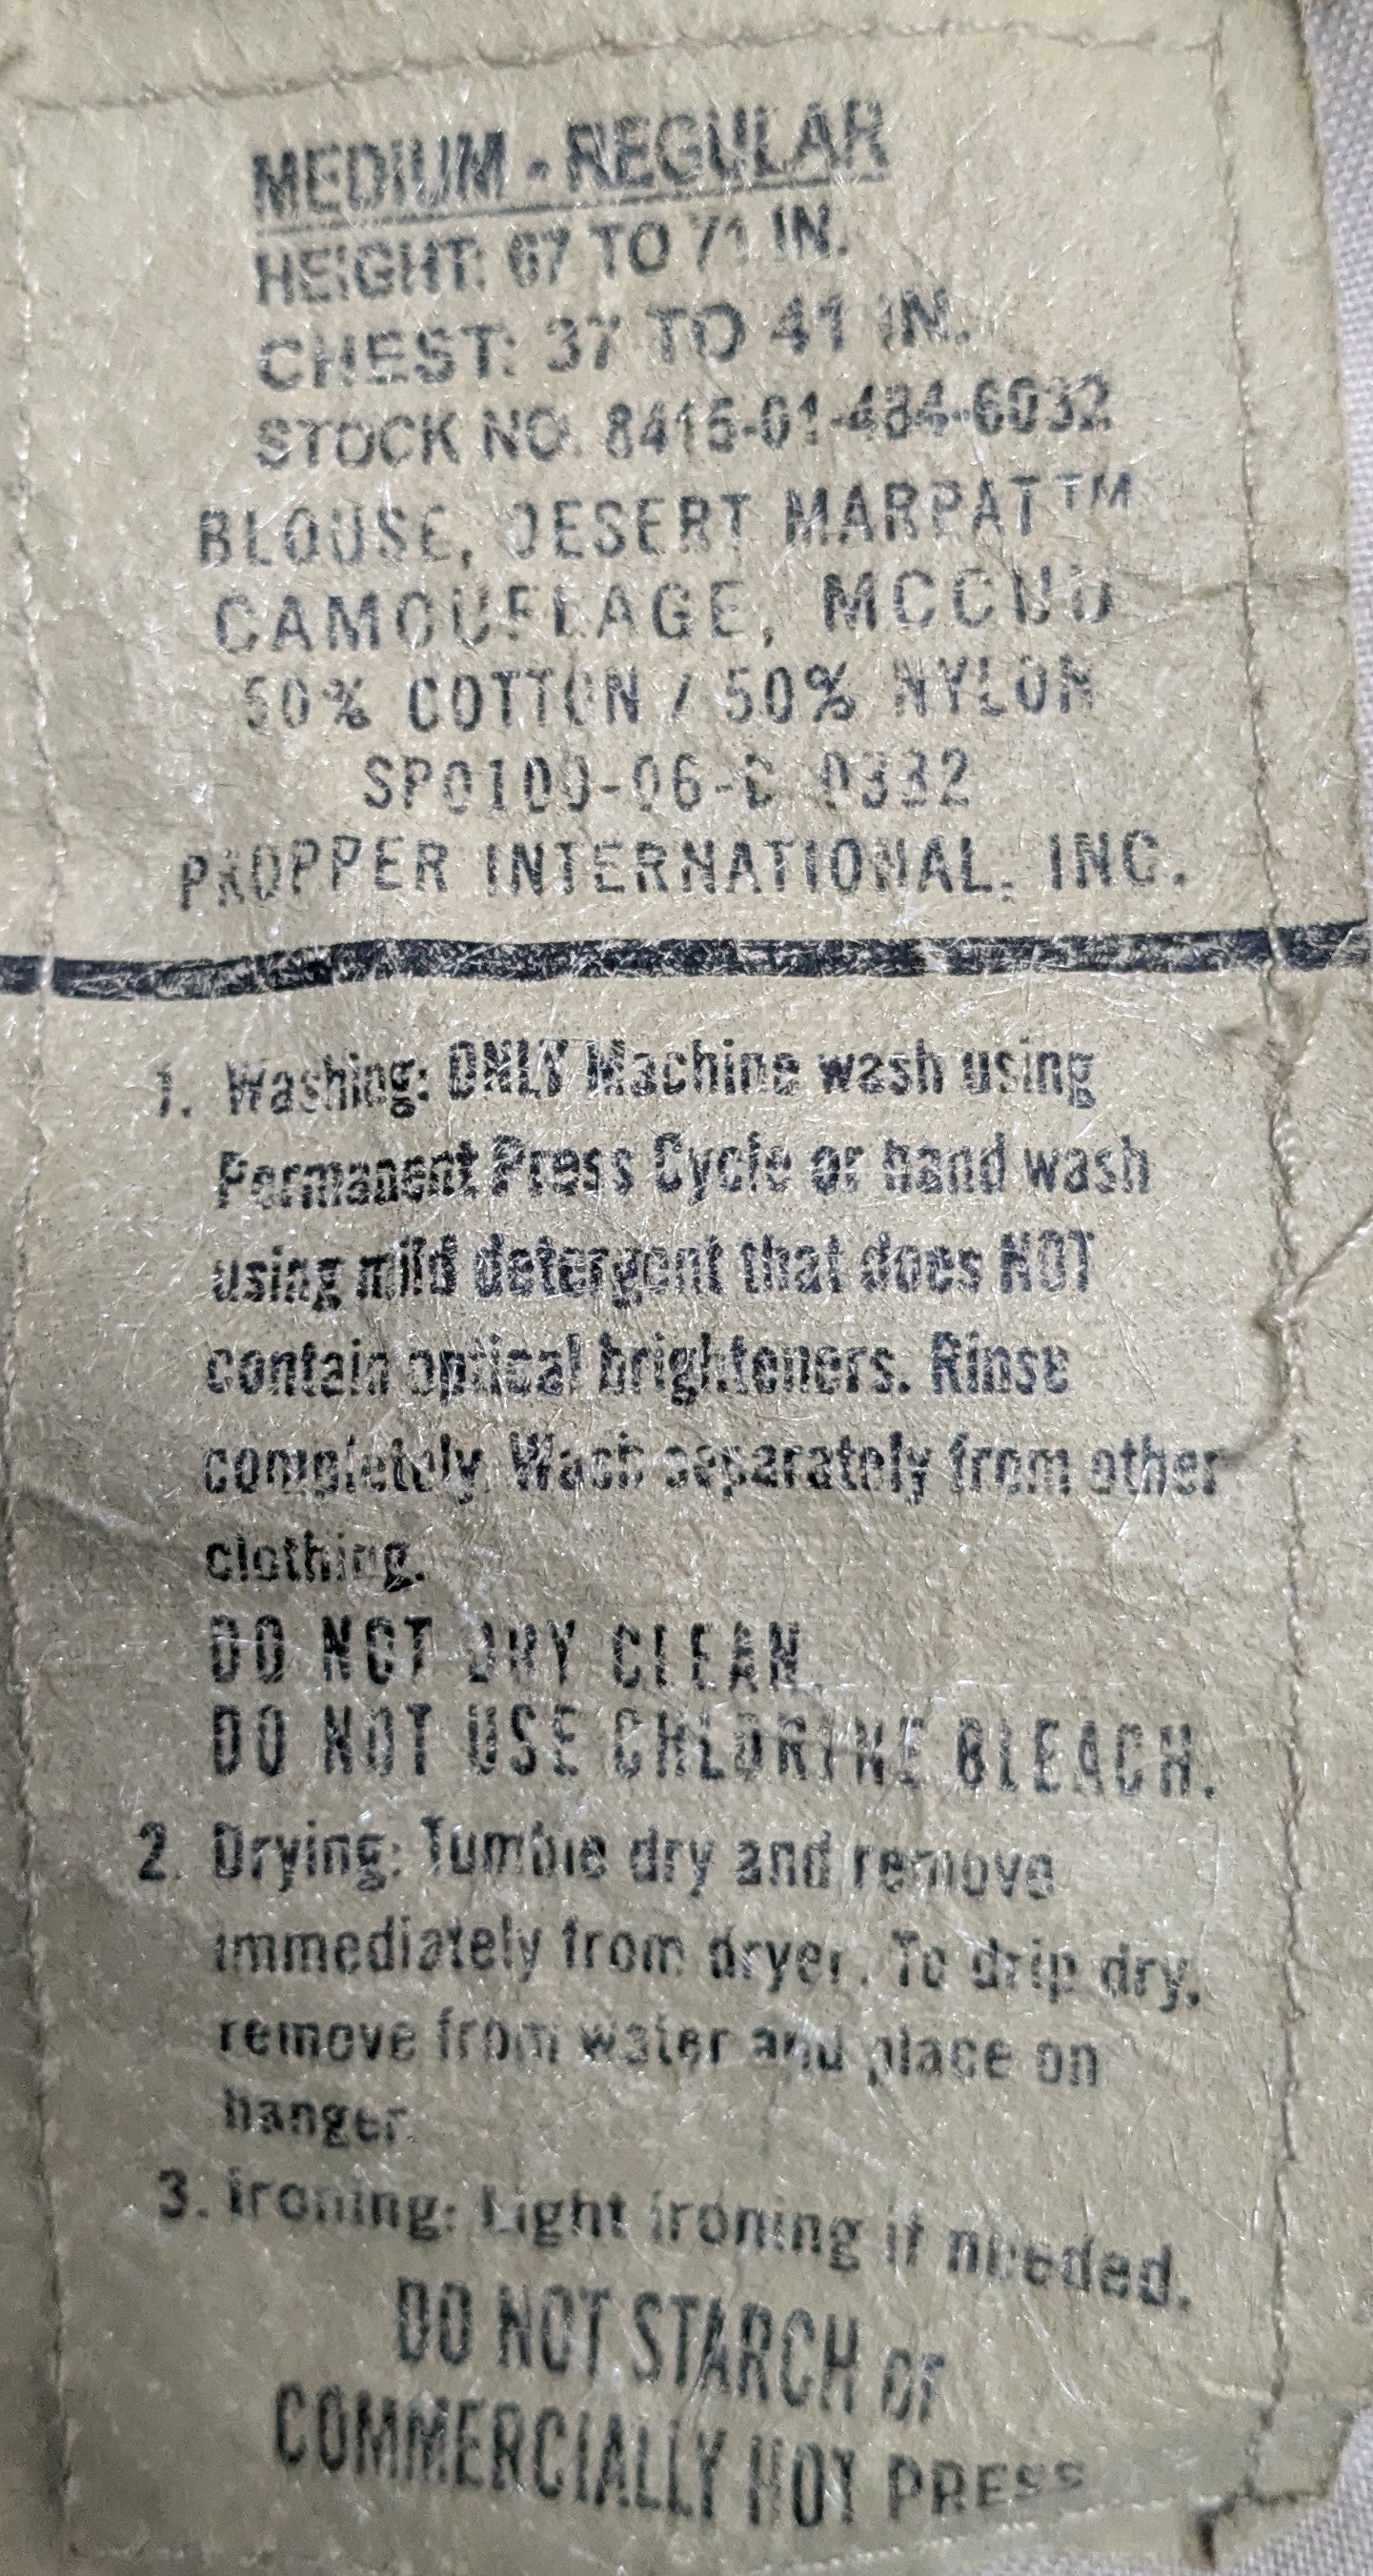 MEDIUM - REGULAR
HEIGHT: 67 TO 71 IN.
CHEST: 37 TO 41 IN.
STOCK NO. 8415-01-484-6032
BLOUSE, DESERT MARPAT™
CAMOUFLAGE, MCCUU
50% COTTON / 50% NYLON
SP0100-06-D 0332
PROPPER INTERNATIONAL, INC.
1. Washing: ONLY Machine wash using
Permanent Press Cycle or hand wash
using mild detergent that does NOT
contain optical brighteners. Rinse
completely. Wash separately from other
clothing.
DO NOT DRY CLEAN.
DO NOT USE CHLORINE BLEACH.
2. Drying: Tumble dry and remove
immediately from dryer. To drip dry,
remove from water and place on
hanger.
3. Ironing: Light ironing if needed.
DO NOT STARCH or
COMMERCIALLY HOT PRESS